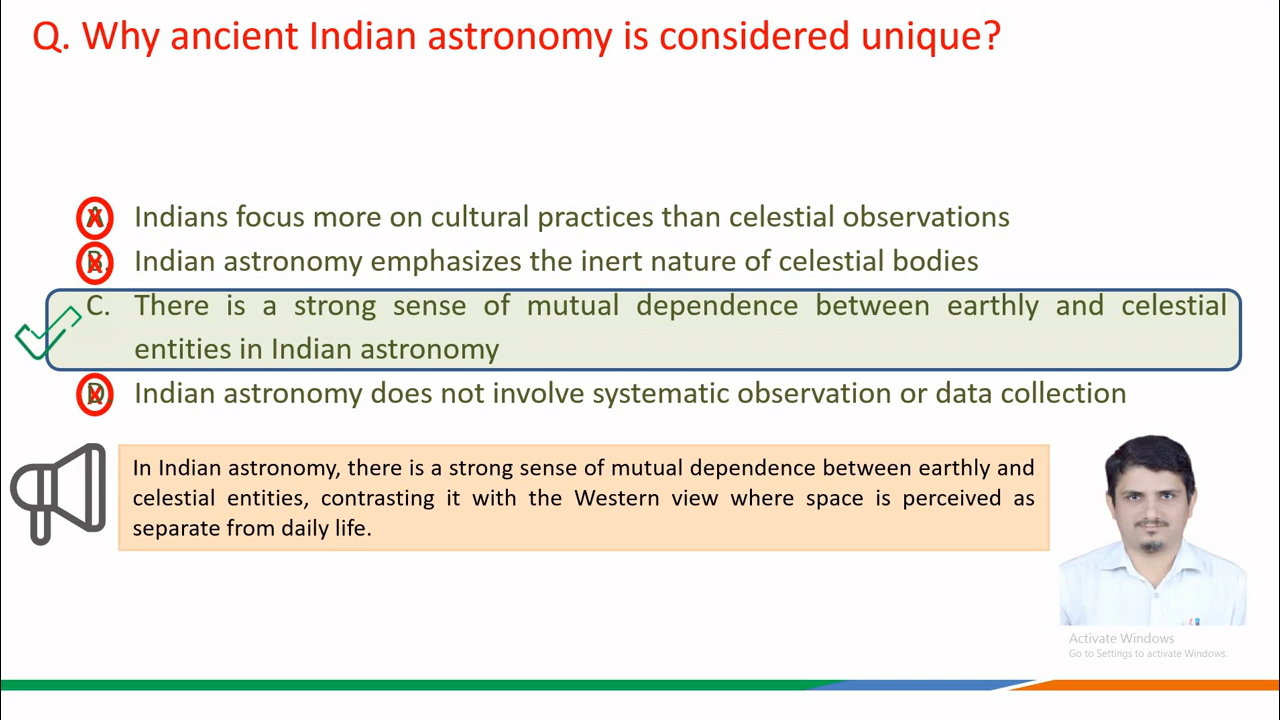 Q. Why ancient Indian astronomy is considered unique?
A. Indians focus more on cultural practices than celestial observations
B. Indian astronomy emphasizes the inert nature of celestial bodies
C. There is a strong sense of mutual dependence between earthly and celestial
entities in Indian astronomy
D. Indian astronomy does not involve systematic observation or data collection
In Indian astronomy, there is a strong sense of mutual dependence between earthly and
celestial entities, contrasting it with the Western view where space is perceived as
separate from daily life.
Activate Windows
Go to Settings to activate Windows.